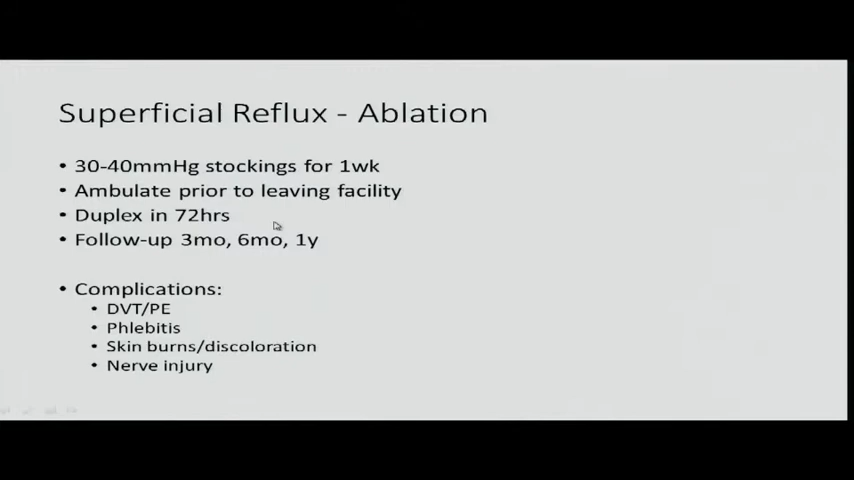 Superficial Reflux - Ablation
• 30-40mmHg stockings for 1wk
• Ambulate prior to leaving facility
• Duplex in 72hrs
• Follow-up 3mo, 6mo, 1y
• Complications:
• DVT/PE
• Phlebitis
• Skin burns/discoloration
• Nerve injury